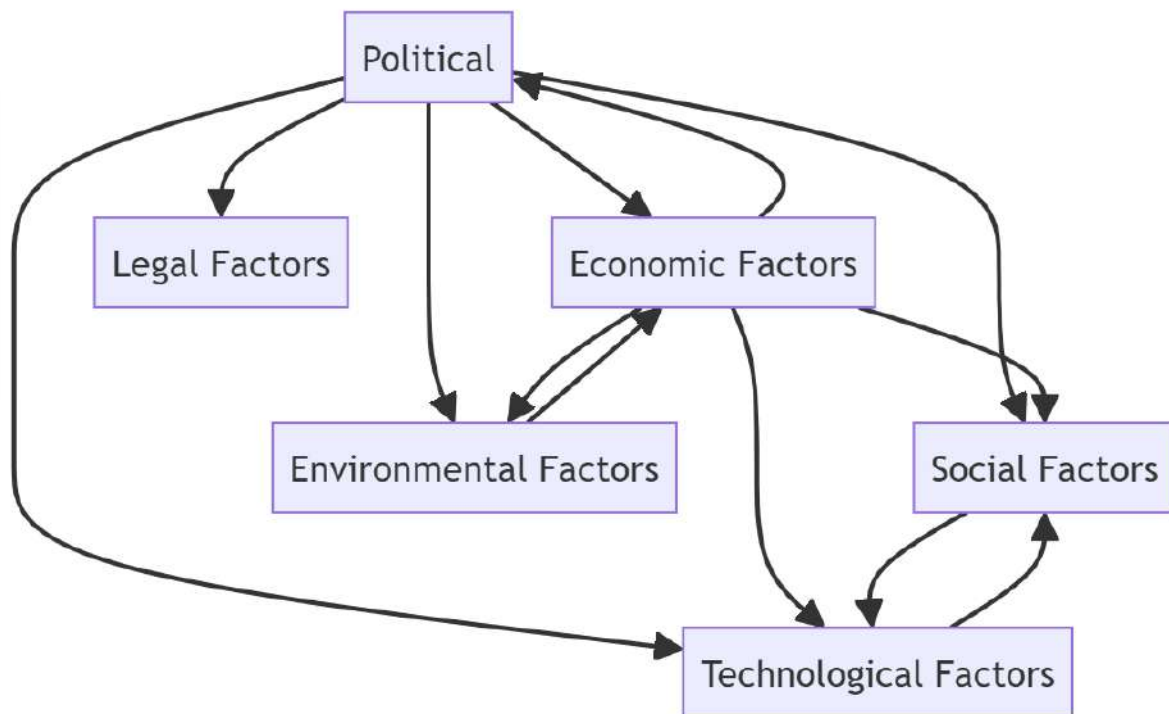 Political
Legal Factors
Economic Factors
Environmental Factors
Social Factors
Technological Factors